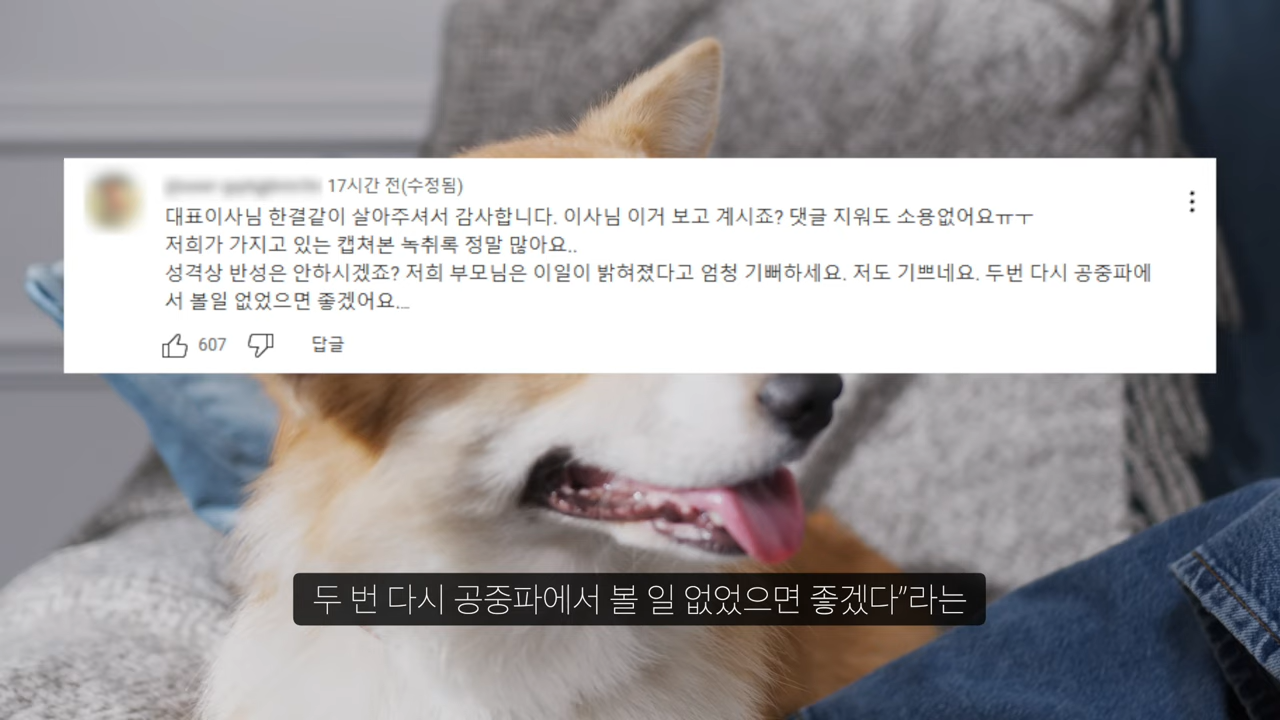 17시간 전(수정됨)
대표이사님 한결같이 살아주셔서 감사합니다. 이사님 이거 보고 계시죠? 댓글 지워도 소용없어요ㅠㅜ
저희가 가지고 있는 캡쳐본 녹취록 정말 많아요..
성격상 반성은 안하시겠죠? 저희 부모님은 이일이 밝혀졌다고 엄청 기뻐하세요. 저도 기쁘네요. 두번 다시 공중파에
서 볼일 없었으면 좋겠어요...
607 답글
두 번 다시 공중파에서 볼 일 없었으면 좋겠다”라는